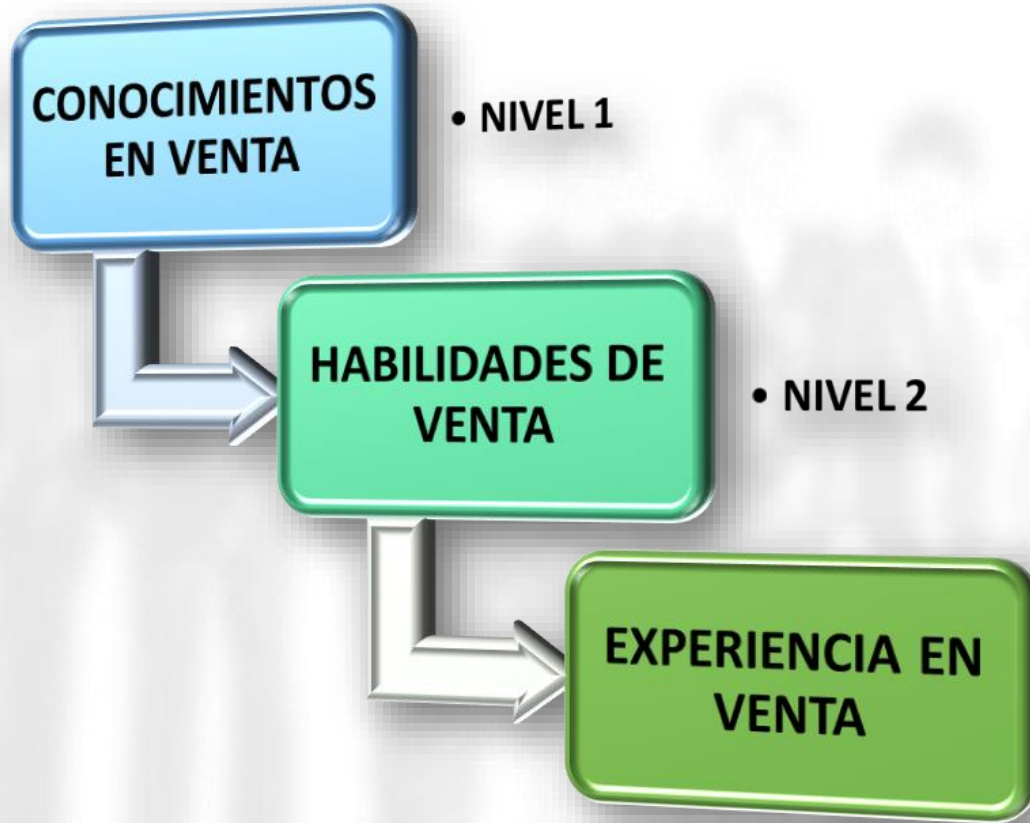 CONOCIMIENTOS
EN VENTA
• NIVEL 1
HABILIDADES DE
VENTA
• NIVEL 2
EXPERIENCIA EN
VENTA